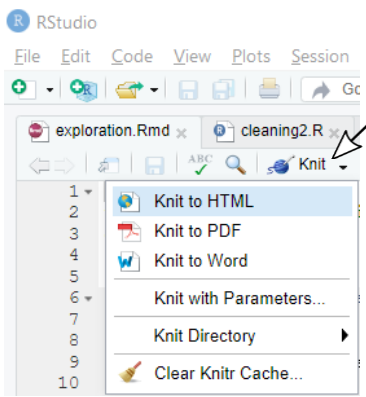 RStudio
File Edit Code View Plots Session
Go
exploration.Rmd × cleaning2.R ×
ABC Knit
1
2
3
4
5
6
7
8
9
10
Knit to HTML
Knit to PDF
Knit to Word
Knit with Parameters...
Knit Directory
Clear Knitr Cache...